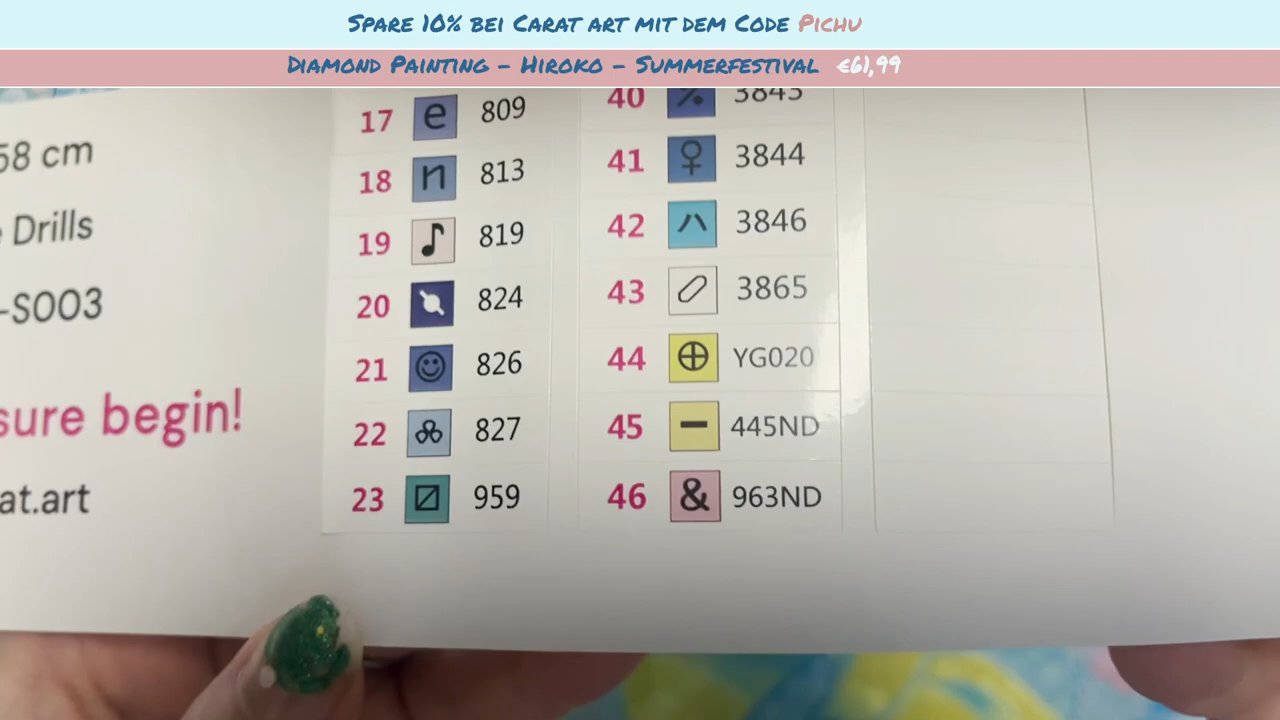 Spare 10% bei Carat art mit dem Code Pichu
Diamond Painting - Hiroko - Summerfestival €61,99
58 cm
Drills
-S003
sure begin!
at.art
17 e 809
18 n 813
19 ♪ 819
20 824
21 ☺ 826
22 827
23 959
40 3843
41 ♀ 3844
42 3846
43 3865
44 ⊕ YG020
45 – 445ND
46 & 963ND